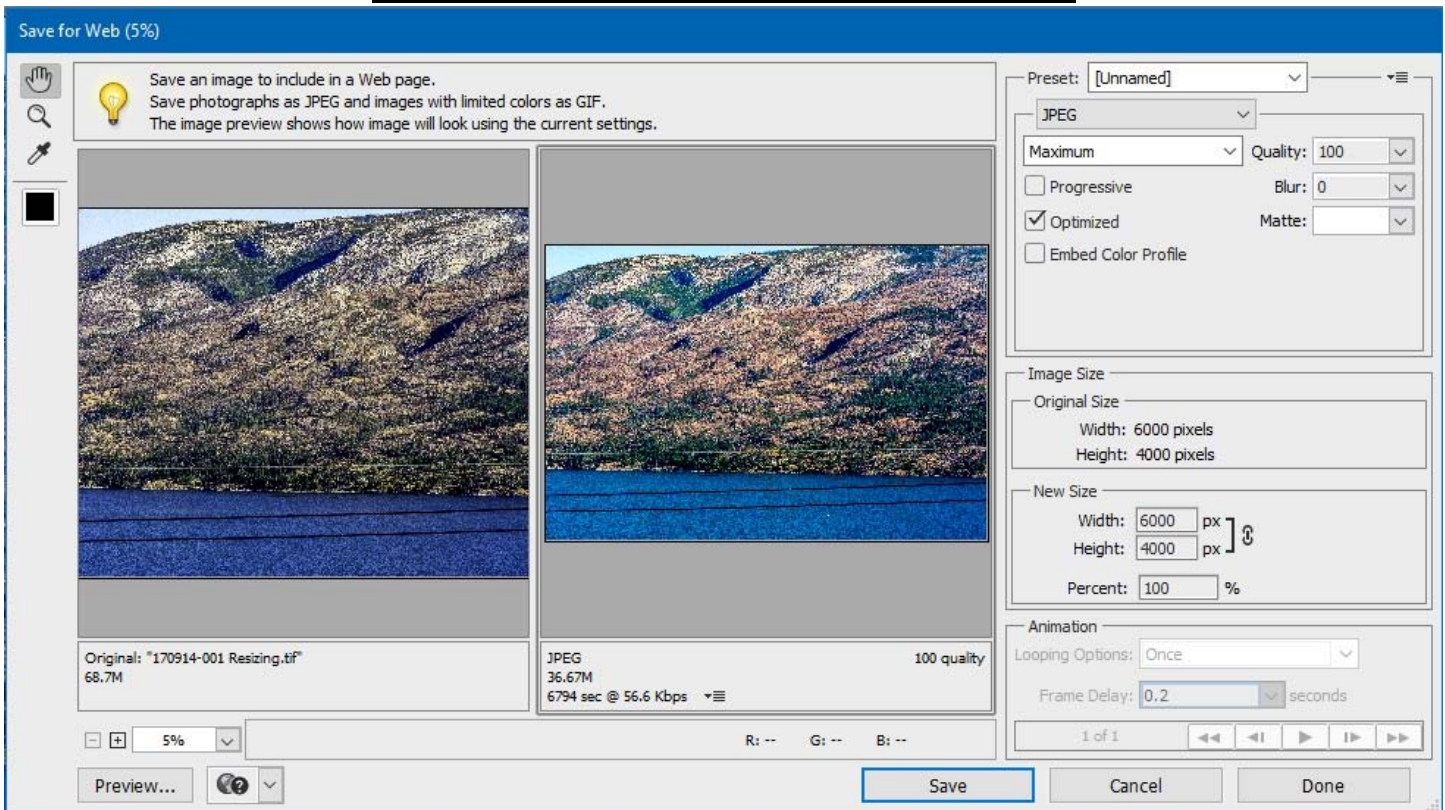 Save for Web (5%)
Save an image to include in a Web page.
Save photographs as JPEG and images with limited colors as GIF.
The image preview shows how image will look using the current settings.
Original: "170914-001 Resizing.tif"
68.7M
JPEG 100 quality
36.67M
6794 sec @ 56.6 Kbps
5%
R: -- G: -- B: --
Preview...
Preset: [Unnamed]
JPEG
Maximum Quality: 100
Progressive Blur: 0
Optimized Matte:
Embed Color Profile
Image Size
Original Size
Width: 6000 pixels
Height: 4000 pixels
New Size
Width: 6000 px
Height: 4000 px
Percent: 100 %
Animation
Looping Options: Once
Frame Delay: 0.2 seconds
1 of 1
Save Cancel Done